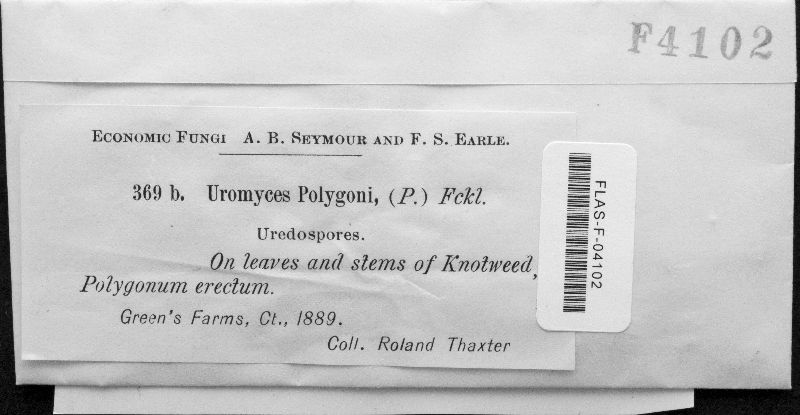 F4102
Economic Fungi A. B. Seymour and F. S. Earle.
369 b. Uromyces Polygoni, (P.) Fckl.
Uredospores.
On leaves and stems of Knotweed,
Polygonum erectum.
Green's Farms, Ct., 1889.
Coll. Roland Thaxter
FLAS-F-04102